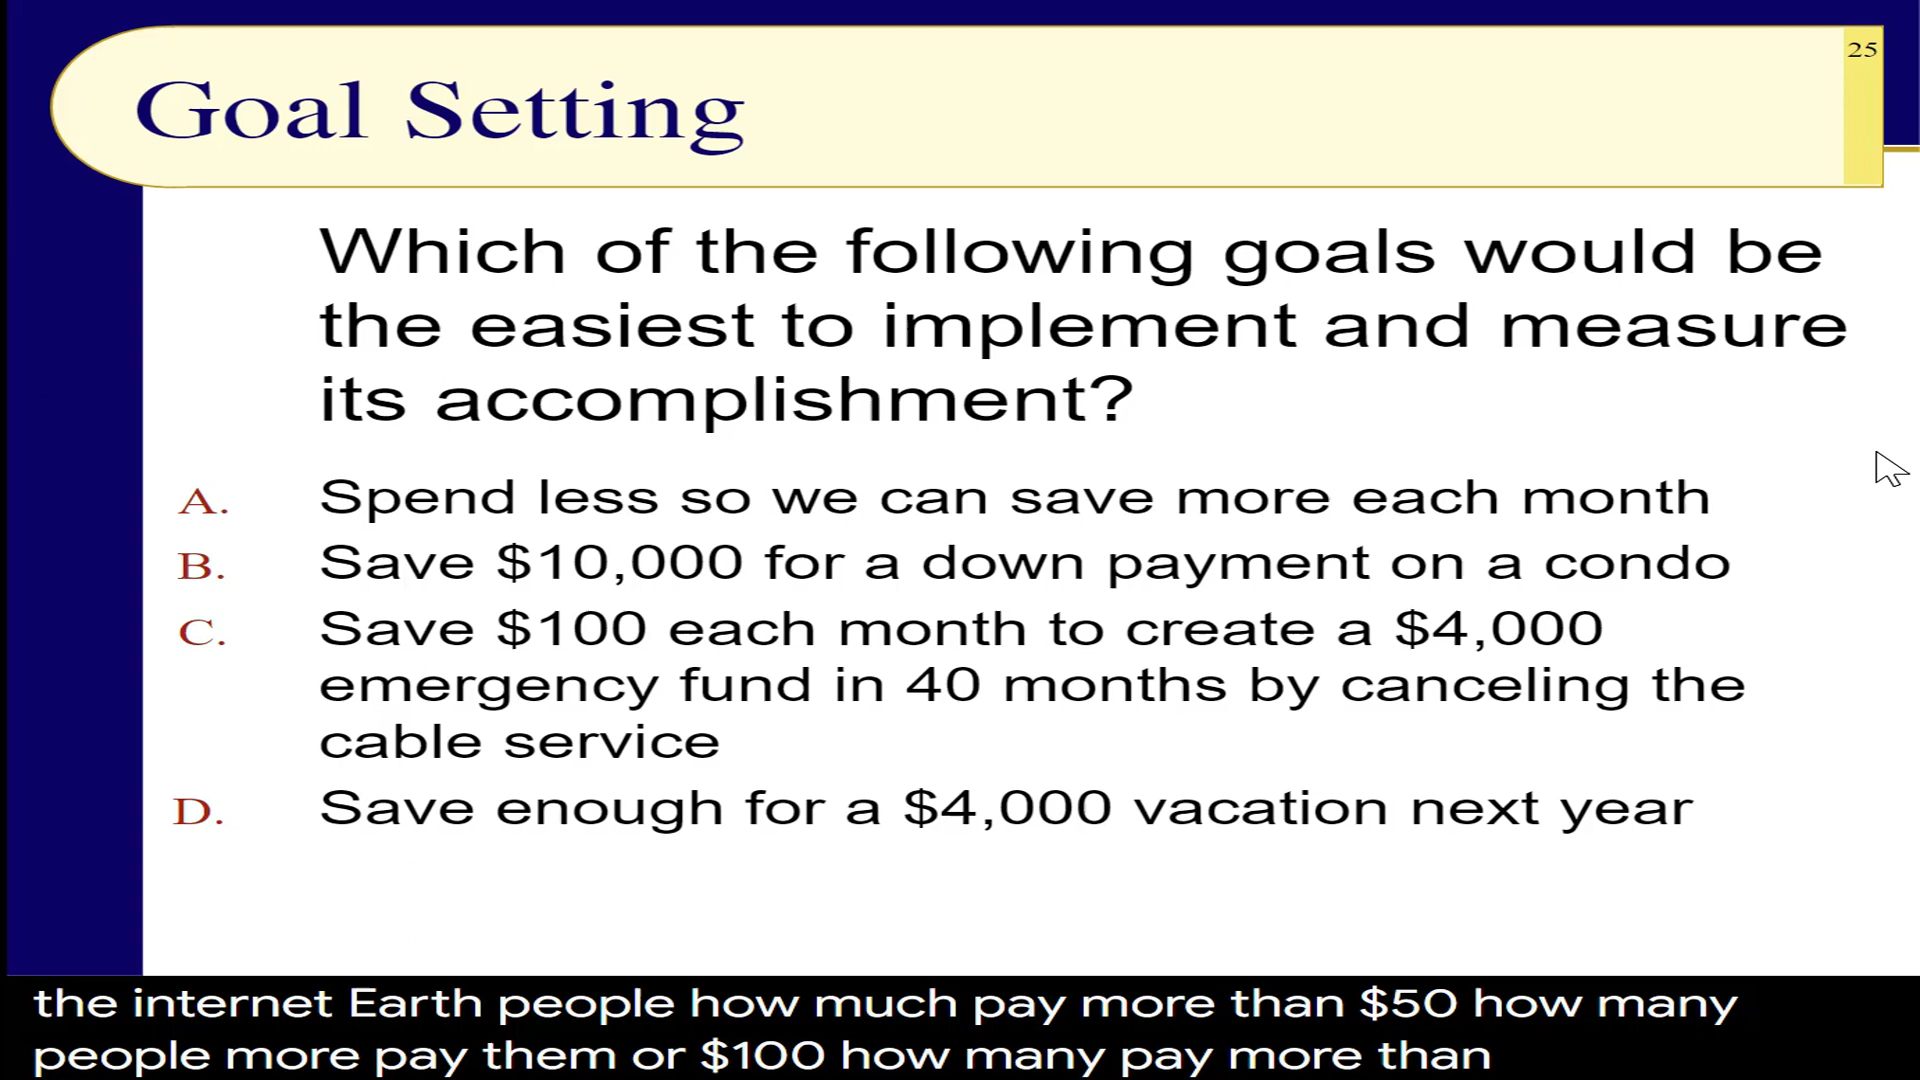 25
Goal Setting
Which of the following goals would be
the easiest to implement and measure
its accomplishment?
A. Spend less so we can save more each month
B. Save $10,000 for a down payment on a condo
C. Save $100 each month to create a $4,000
emergency fund in 40 months by canceling the
cable service
D. Save enough for a $4,000 vacation next year
the internet Earth people how much pay more than $50 how many
people more pay them or $100 how many pay more than